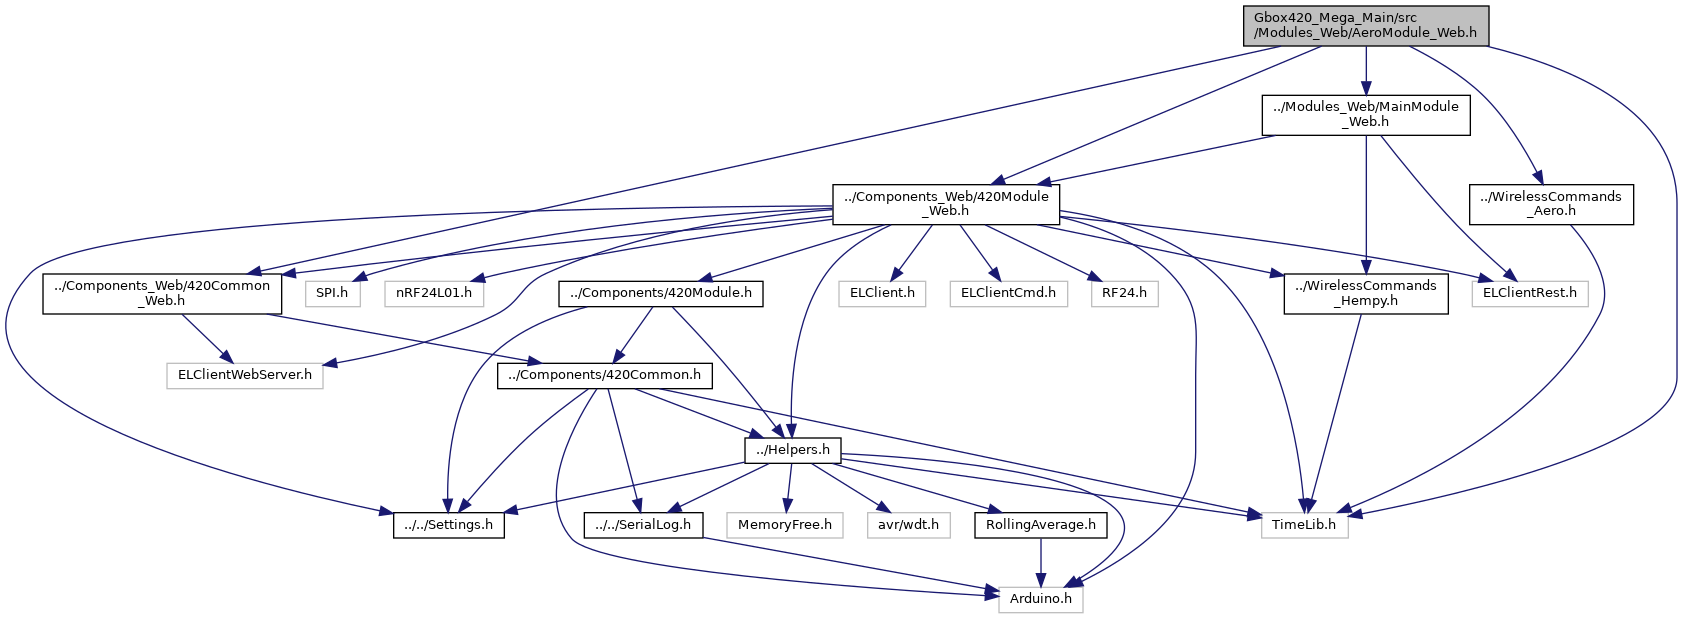 Gbox420_Mega_Main/src
/Modules_Web/AeroModule_Web.h
../Modules_Web/MainModule
_Web.h
../Components_Web/420Module
_Web.h
../WirelessCommands
_Aero.h
../Components_Web/420Common
_Web.h
SPI.h
nRF24L01.h
../Components/420Module.h
ELClient.h
ELClientCmd.h
RF24.h
../WirelessCommands
_Hempy.h
ELClientRest.h
ELClientWebServer.h
../Components/420Common.h
../Helpers.h
../../Settings.h
../../SerialLog.h
MemoryFree.h
avr/wdt.h
RollingAverage.h
TimeLib.h
Arduino.h